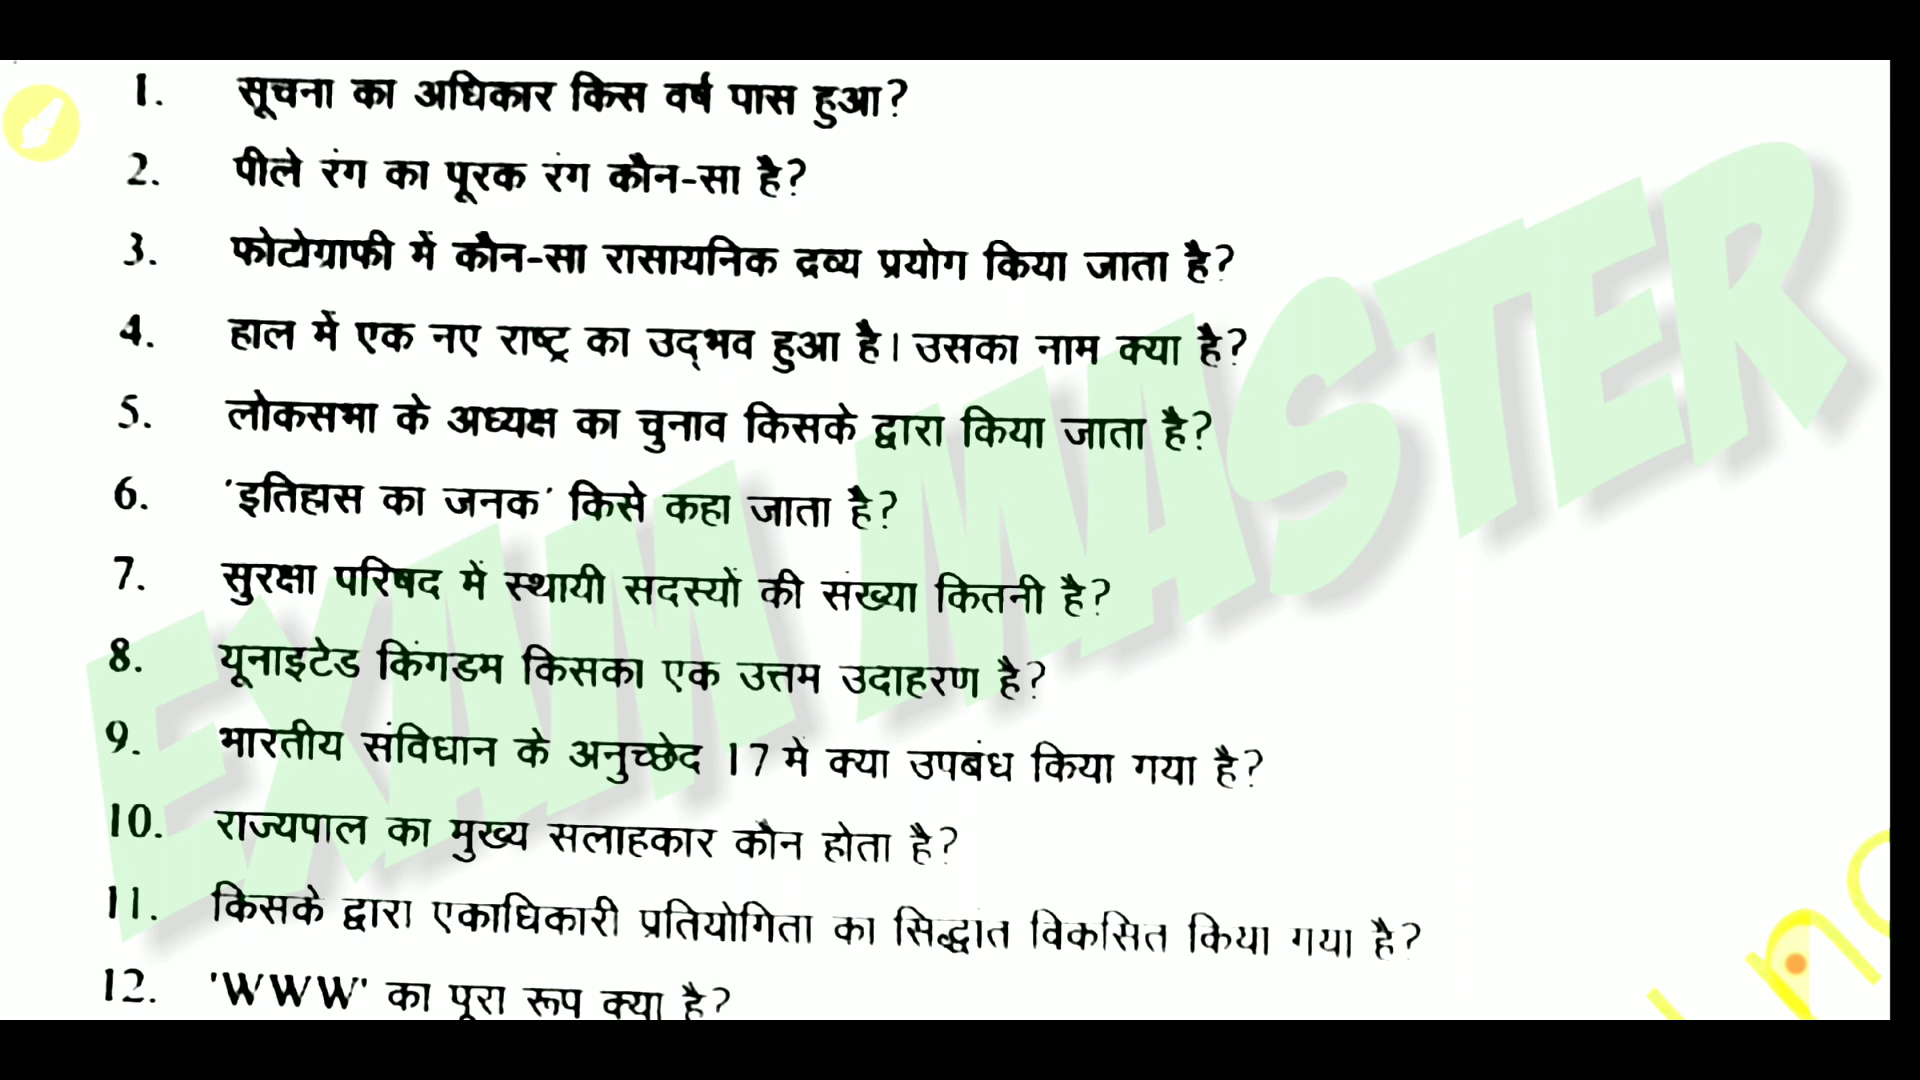 1. सूचना का अधिकार किस वर्ष पास हुआ?
2. पीले रंग का पूरक रंग कौन-सा है?
3. फोटोग्राफी में कौन-सा रासायनिक द्रव्य प्रयोग किया जाता है?
4. हाल में एक नए राष्ट्र का उद्‌भव हुआ है। उसका नाम क्या है?
5. लोकसभा के अध्यक्ष का चुनाव किसके द्वारा किया जाता है?
6. 'इतिहास का जनक' किसे कहा जाता है?
7. सुरक्षा परिषद में स्थायी सदस्यों की संख्या कितनी है?
8. यूनाइटेड किंगडम किसका एक उत्तम उदाहरण है?
9. भारतीय संविधान के अनुच्छेद 17 में क्या उपबंध किया गया है?
10. राज्यपाल का मुख्य सलाहकार कौन होता है?
11. किसके द्वारा एकाधिकारी प्रतियोगिता का सिद्धांत विकसित किया गया है?
12. 'WWW' का पूरा रूप क्या है?
EXAM MASTER